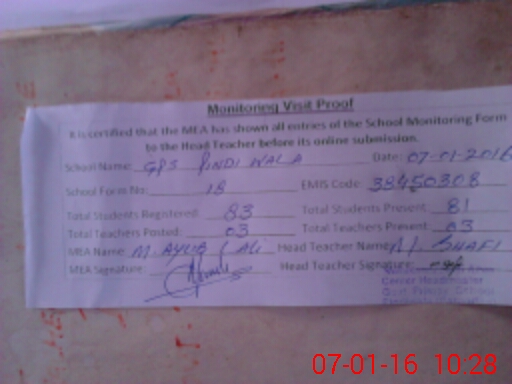 Monitoring Visit Proof
It is certified that the MEA has shown all entries of the School Monitoring Form
to the Head Teacher before its online submission.
School Name: GPS PINDI WALA Date: 07-01-2016
School Form No: 18 EMIS Code: 38450308
Total Students Registered: 83 Total Students Present: 81
Total Teachers Posted: 03 Total Teachers Present: 03
MEA Name: M. AYUB ALI Head Teacher Name: M. SHAFI
MEA Signature: Head Teacher Signature:
Center Headmaster
Govt. Primary School
07-01-16 10:28